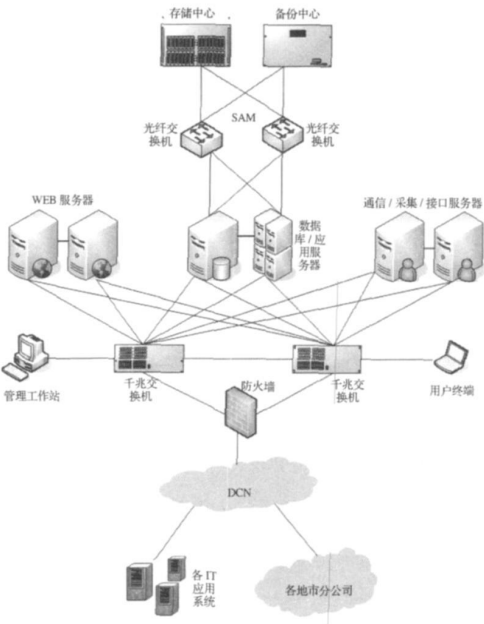 存储中心
备份中心
光纤交
换机
SAM
光纤交
换机
WEB 服务器
数据
库 / 应
用服
务器
通信 / 采集 / 接口服务器
管理工作站
千兆交
换机
防火墙
千兆交
换机
用户终端
DCN
各 IT
应用
系统
各地市分公司